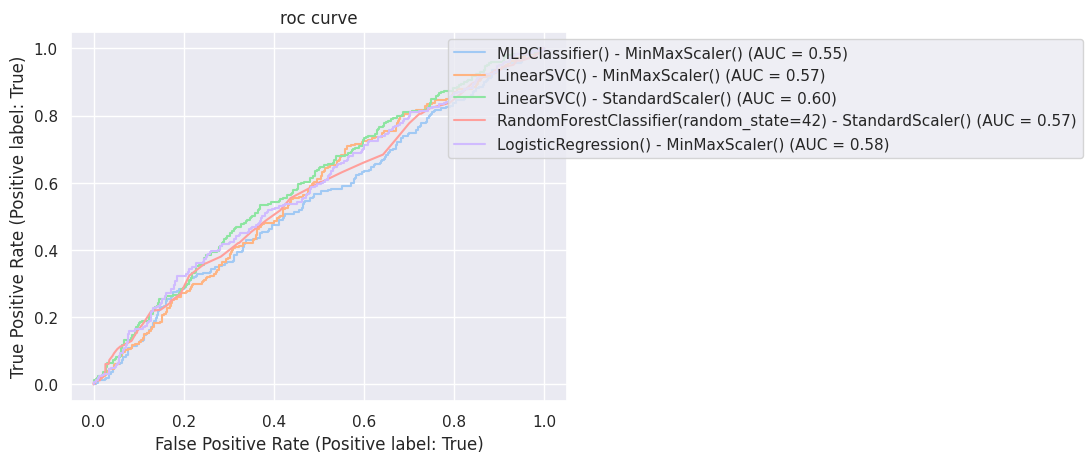 roc curve
MLPClassifier() - MinMaxScaler() (AUC = 0.55)
LinearSVC() - MinMaxScaler() (AUC = 0.57)
LinearSVC() - StandardScaler() (AUC = 0.60)
RandomForestClassifier(random_state=42) - StandardScaler() (AUC = 0.57)
LogisticRegression() - MinMaxScaler() (AUC = 0.58)
True Positive Rate (Positive label: True)
1.0
0.8
0.6
0.4
0.2
0.0
0.0 0.2 0.4 0.6 0.8 1.0
False Positive Rate (Positive label: True)